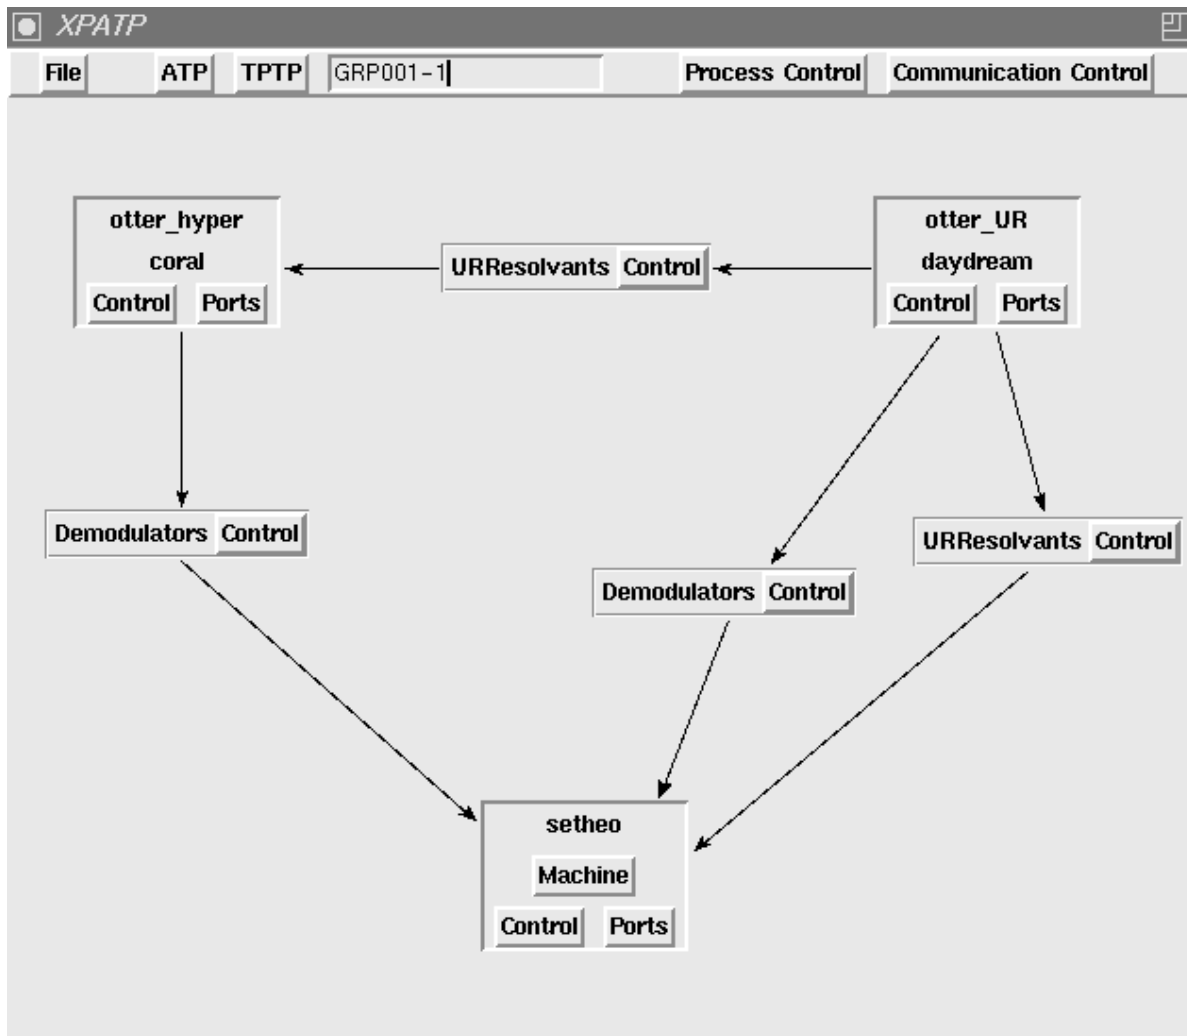 XPATP
File ATP TPTP GRP001-1 Process Control Communication Control
otter_hyper
coral
Control Ports
URResolvants Control
otter_UR
daydream
Control Ports
Demodulators Control
Demodulators Control
URResolvants Control
setheo
Machine
Control Ports